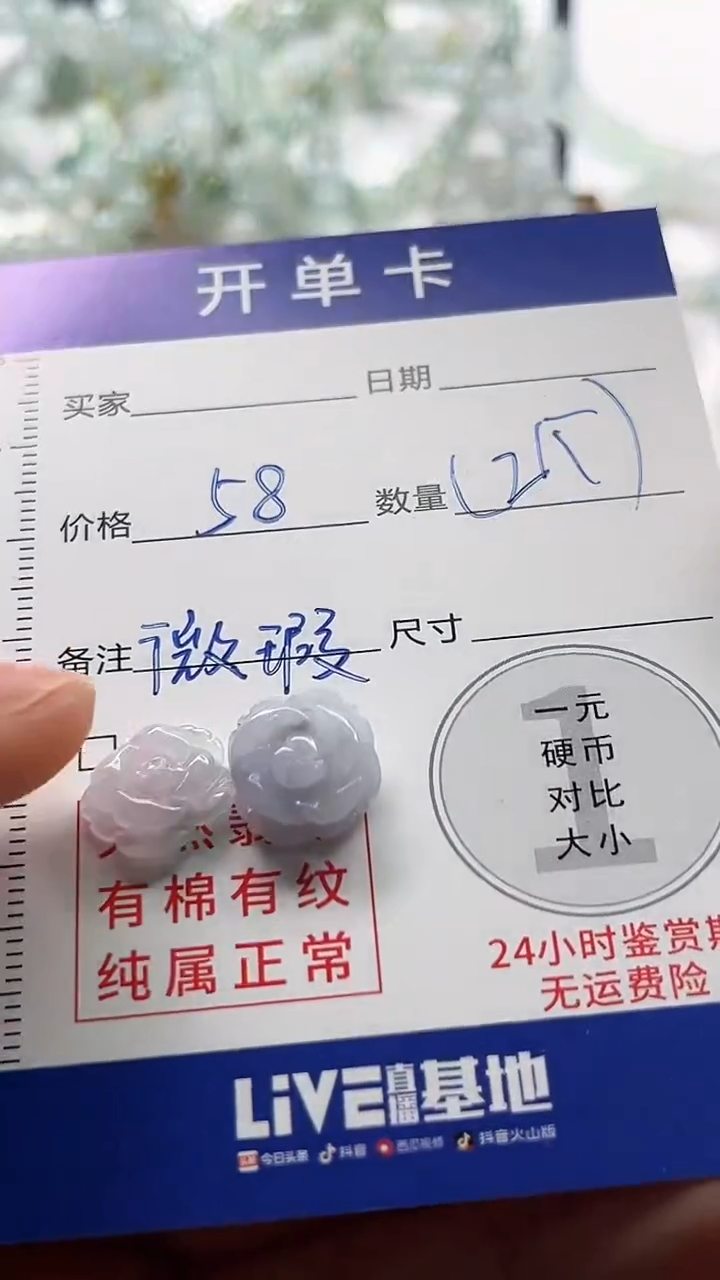 开单卡
买家 日期
价格 58 数量 (2个)
备注 微瑕 尺寸
一元
硬币
对比
大小
有棉有纹
纯属正常
24小时鉴赏期
无运费险
LiVE直播基地
今日头条 抖音 西瓜视频 抖音火山版